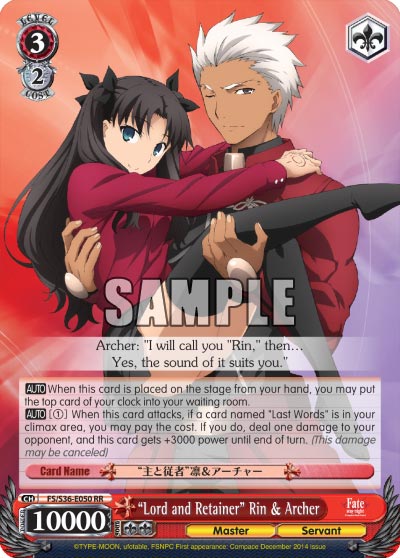 LEVEL
3
2
COST
SAMPLE
Archer: "I will call you "Rin," then…
Yes, the sound of it suits you."
AUTO When this card is placed on the stage from your hand, you may put
the top card of your clock into your waiting room.
AUTO [①] When this card attacks, if a card named "Last Words" is in your
climax area, you may pay the cost. If you do, deal one damage to your
opponent, and this card gets +3000 power until end of turn. (This damage
may be canceled)
Card Name
"主と従者"凛&アーチャー
CH FS/S36-E050 RR
POWER
10000
SOUL
"Lord and Retainer" Rin & Archer
Master
Servant
Fate
stay night
©TYPE-MOON, ufotable, FSNPC First appearance: Compace December 2014 issue